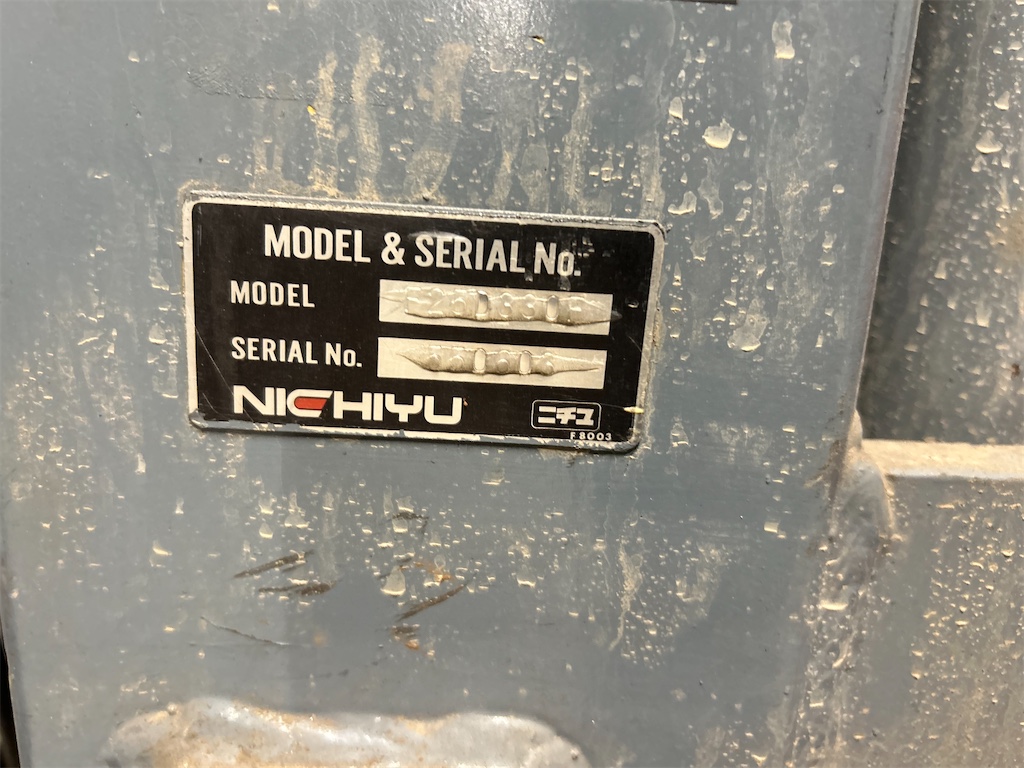 MODEL & SERIAL No.
MODEL
SERIAL No.
NICHIYU
ニチユ
F8003